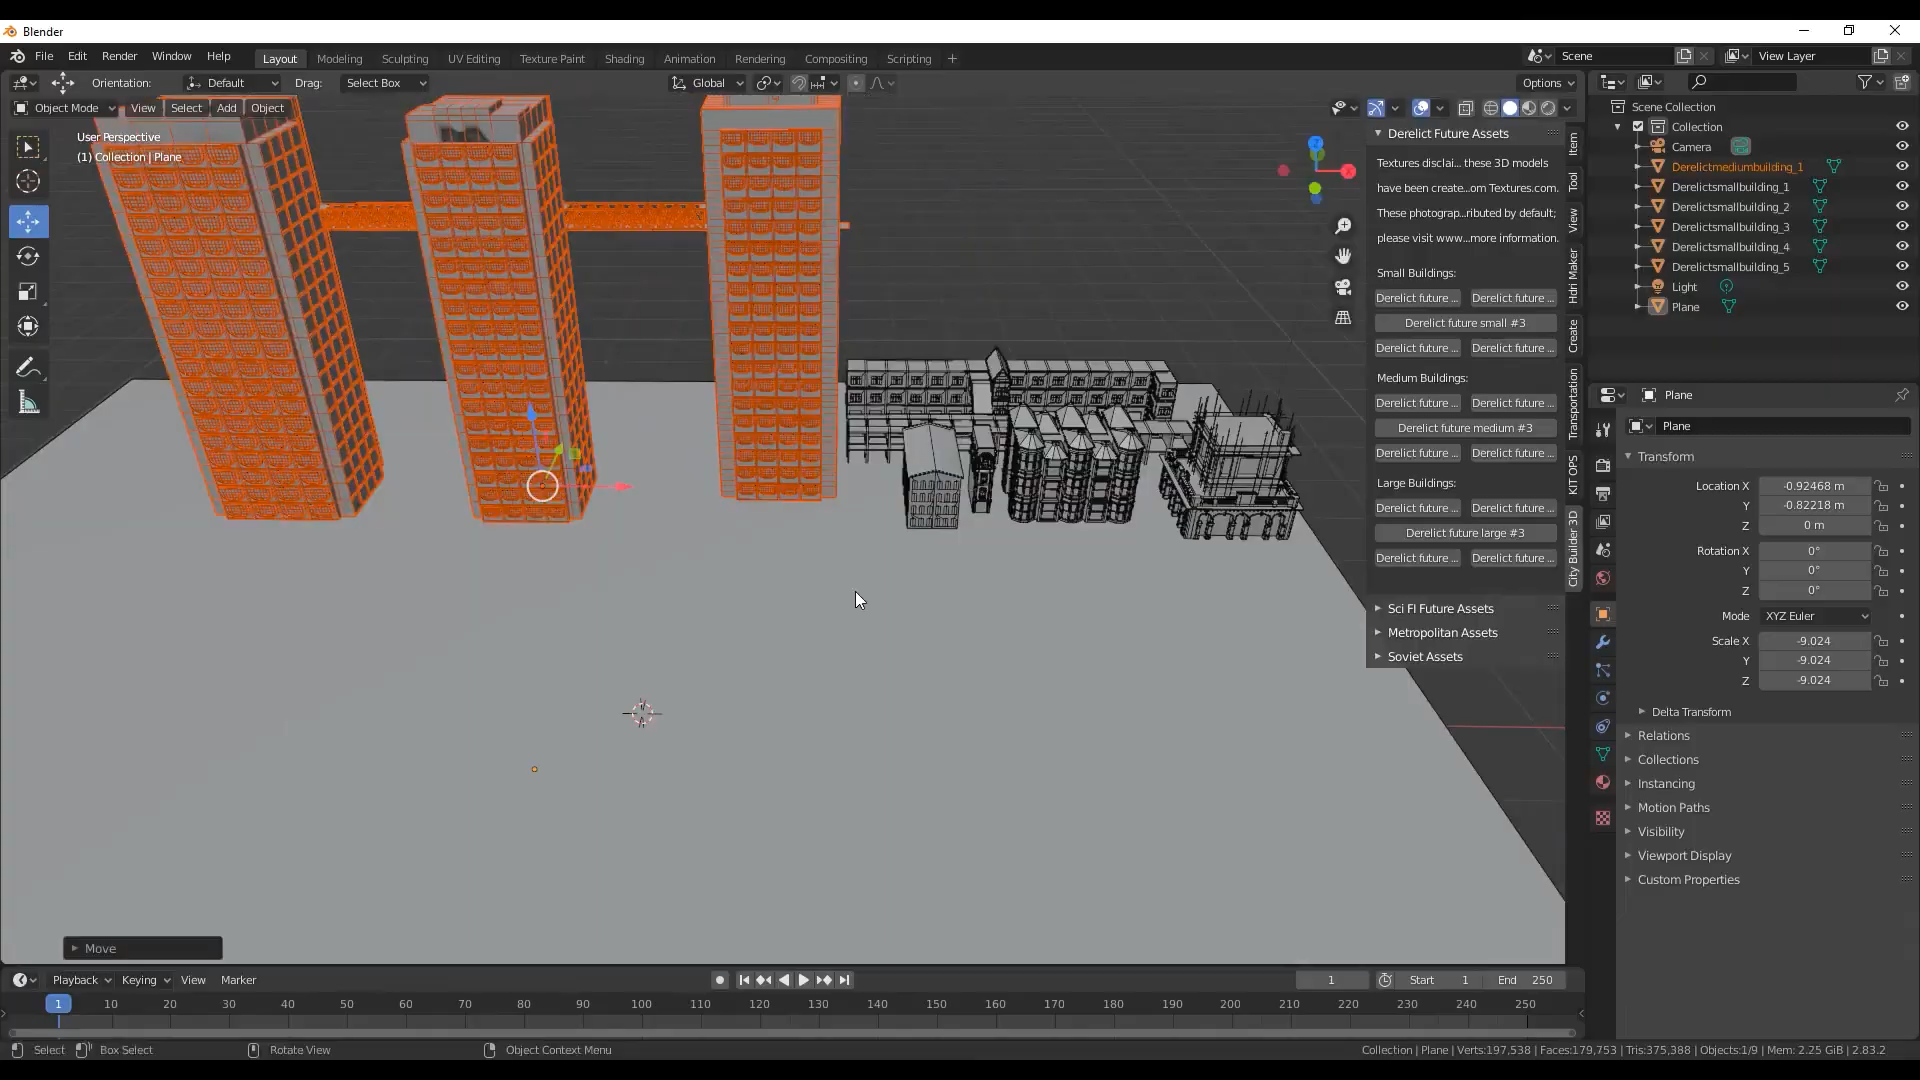 Blender
File Edit Render Window Help Layout Modeling Sculpting UV Editing Texture Paint Shading Animation Rendering Compositing Scripting + Scene View Layer
Orientation: Default Drag: Select Box Global Options
Object Mode View Select Add Object
User Perspective
(1) Collection | Plane
Derelict Future Assets
Textures disclai... these 3D models
have been create...om Textures.com.
These photograp...ributed by default;
please visit www...more information.
Small Buildings:
Derelict future ... Derelict future ...
Derelict future small #3
Derelict future ... Derelict future ...
Medium Buildings:
Derelict future ... Derelict future ...
Derelict future medium #3
Derelict future ... Derelict future ...
Large Buildings:
Derelict future ... Derelict future ...
Derelict future large #3
Derelict future ... Derelict future ...
Sci FI Future Assets
Metropolitan Assets
Soviet Assets
Item
Tool
View
Hdri Maker
Create
Transportation
KIT OPS
City Builder 3D
Scene Collection
Collection
Camera
Derelictmediumbuilding_1
Derelictsmallbuilding_1
Derelictsmallbuilding_2
Derelictsmallbuilding_3
Derelictsmallbuilding_4
Derelictsmallbuilding_5
Light
Plane
Plane
Plane
Transform
Location X -0.92468 m
Y -0.82218 m
Z 0 m
Rotation X 0°
Y 0°
Z 0°
Mode XYZ Euler
Scale X -9.024
Y -9.024
Z -9.024
Delta Transform
Relations
Collections
Instancing
Motion Paths
Visibility
Viewport Display
Custom Properties
Move
Playback Keying View Marker 1 Start 1 End 250
1 10 20 30 40 50 60 70 80 90 100 110 120 130 140 150 160 170 180 190 200 210 220 230 240 250
Select Box Select Rotate View Object Context Menu Collection | Plane | Verts:197,538 | Faces:179,753 | Tris:375,388 | Objects:1/9 | Mem: 2.25 GiB | 2.83.2